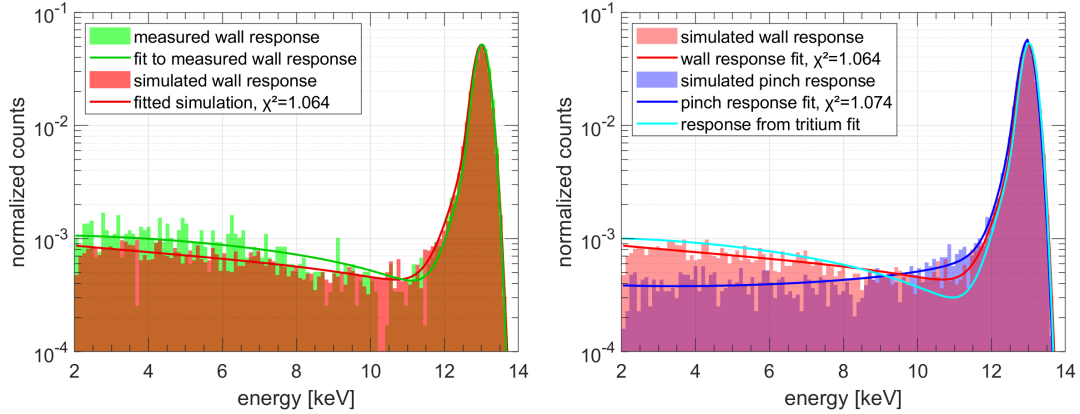 measured wall response
fit to measured wall response
simulated wall response
fitted simulation, χ²=1.064
normalized counts
10⁻¹
10⁻²
10⁻³
10⁻⁴
2 4 6 8 10 12 14
energy [keV]
simulated wall response
wall response fit, χ²=1.064
simulated pinch response
pinch response fit, χ²=1.074
response from tritium fit
normalized counts
10⁻¹
10⁻²
10⁻³
10⁻⁴
2 4 6 8 10 12 14
energy [keV]